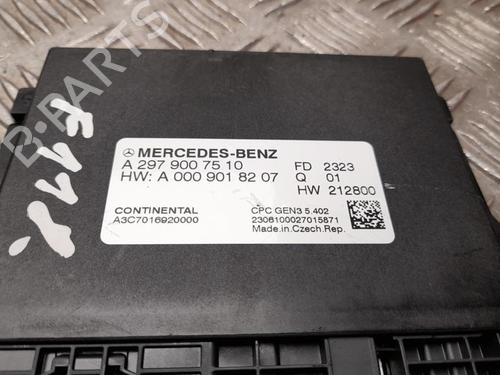 MERCEDES-BENZ
A 297 900 75 10 FD 2323
HW: A 000 901 82 07 Q 01
HW 212800
CONTINENTAL CPC GEN3 5.402
A3C7016920000 2306100027015871
Made.in.Czech.Rep.